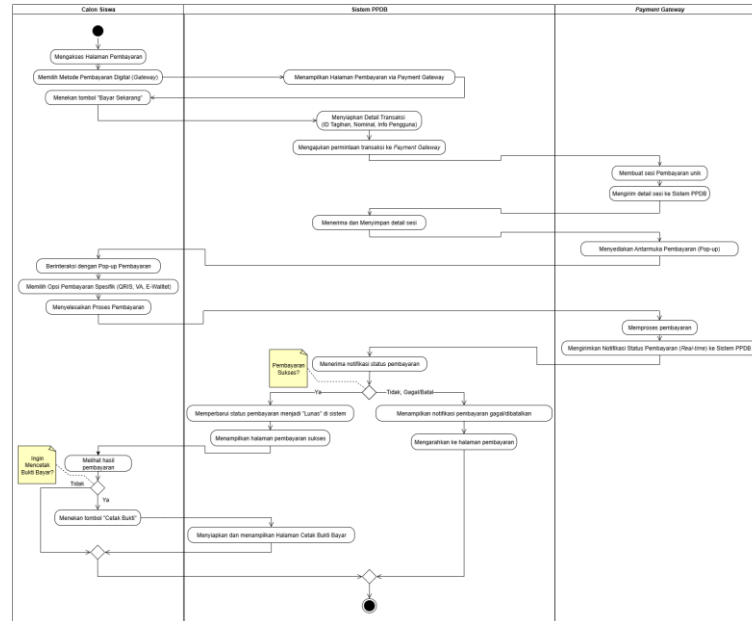 Calon Siswa
Sistem PPDB
Payment Gateway
Mengakses Halaman Pembayaran
Memilih Metode Pembayaran Digital (Gateway)
Menampilkan Halaman Pembayaran via Payment Gateway
Menekan tombol "Bayar Sekarang"
Menyiapkan Detail Transaksi
(ID Tagihan, Nominal, Info Pengguna)
Mengajukan permintaan transaksi ke Payment Gateway
Membuat sesi Pembayaran unik
Mengirim detail sesi ke Sistem PPDB
Menerima dan Menyimpan detail sesi
Menyediakan Antarmuka Pembayaran (Pop-up)
Berinteraksi dengan Pop-up Pembayaran
Memilih Opsi Pembayaran Spesifik (QRIS, VA, E-Wallet)
Menyelesaikan Proses Pembayaran
Memproses pembayaran
Mengirimkan Notifikasi Status Pembayaran (Real-time) ke Sistem PPDB
Menerima notifikasi status pembayaran
Pembayaran
Sukses?
Ya
Tidak, Gagal/Batal
Memperbarui status pembayaran menjadi "Lunas" di sistem
Menampilkan notifikasi pembayaran gagal/dibatalkan
Menampilkan halaman pembayaran sukses
Mengarahkan ke halaman pembayaran
Ingin
Mencetak
Bukti Bayar?
Melihat hasil
pembayaran
Tidak
Ya
Menekan tombol "Cetak Bukti"
Menyiapkan dan menampilkan Halaman Cetak Bukti Bayar